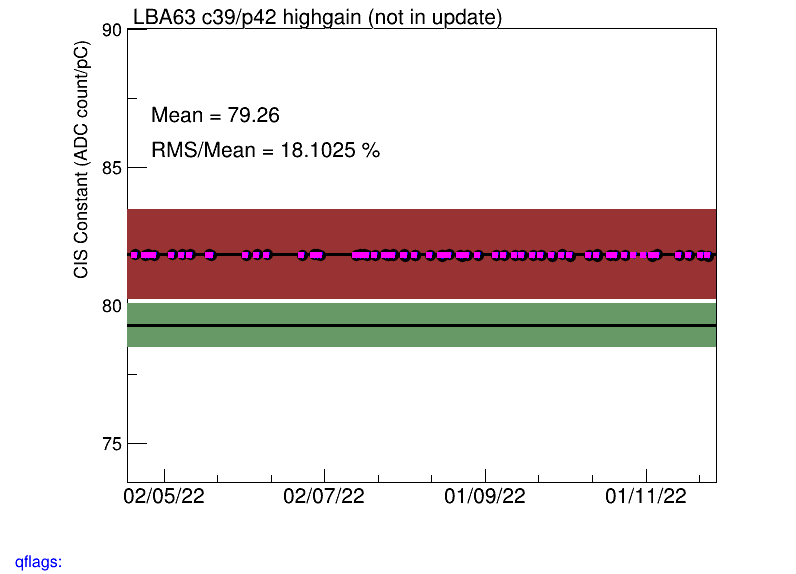 LBA63 c39/p42 highgain (not in update)
90
CIS Constant (ADC count/pC)
Mean = 79.26
RMS/Mean = 18.1025 %
85
80
75
02/05/22 02/07/22 01/09/22 01/11/22
qflags: